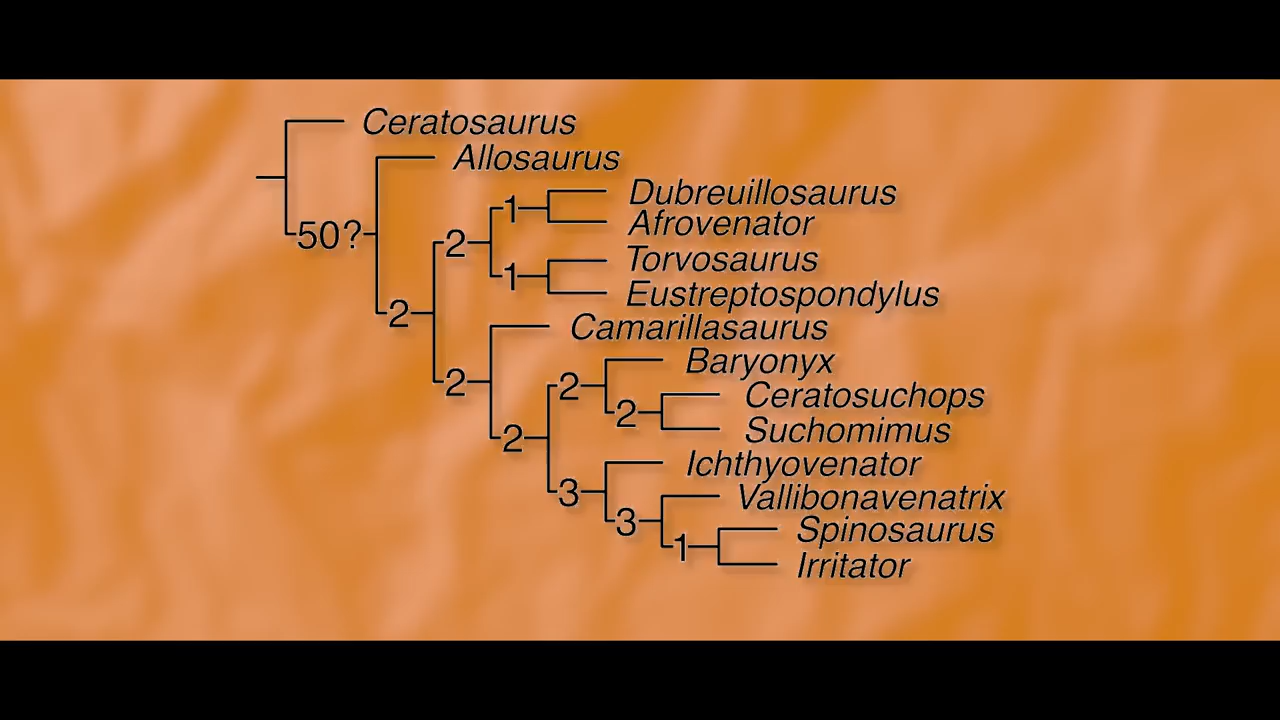 Ceratosaurus
Allosaurus
Dubreuillosaurus
1
Afrovenator
50?
2
Torvosaurus
1
Eustreptospondylus
2
Camarillasaurus
Baryonyx
2
2
Ceratosuchops
2
Suchomimus
2
Ichthyovenator
3
Vallibonavenatrix
3
Spinosaurus
1
Irritator